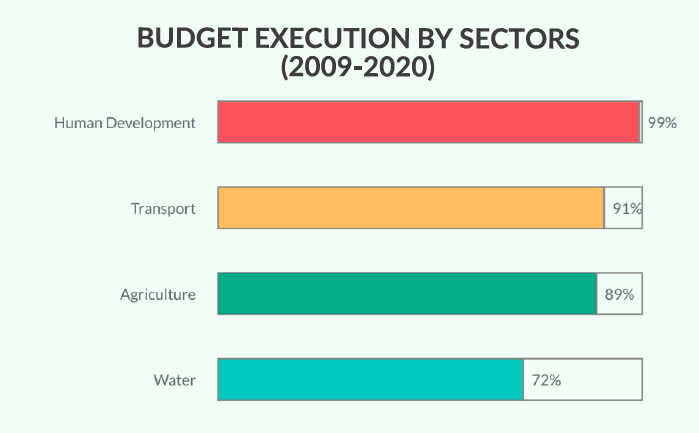 BUDGET EXECUTION BY SECTORS
(2009-2020)
Human Development 99%
Transport 91%
Agriculture 89%
Water 72%